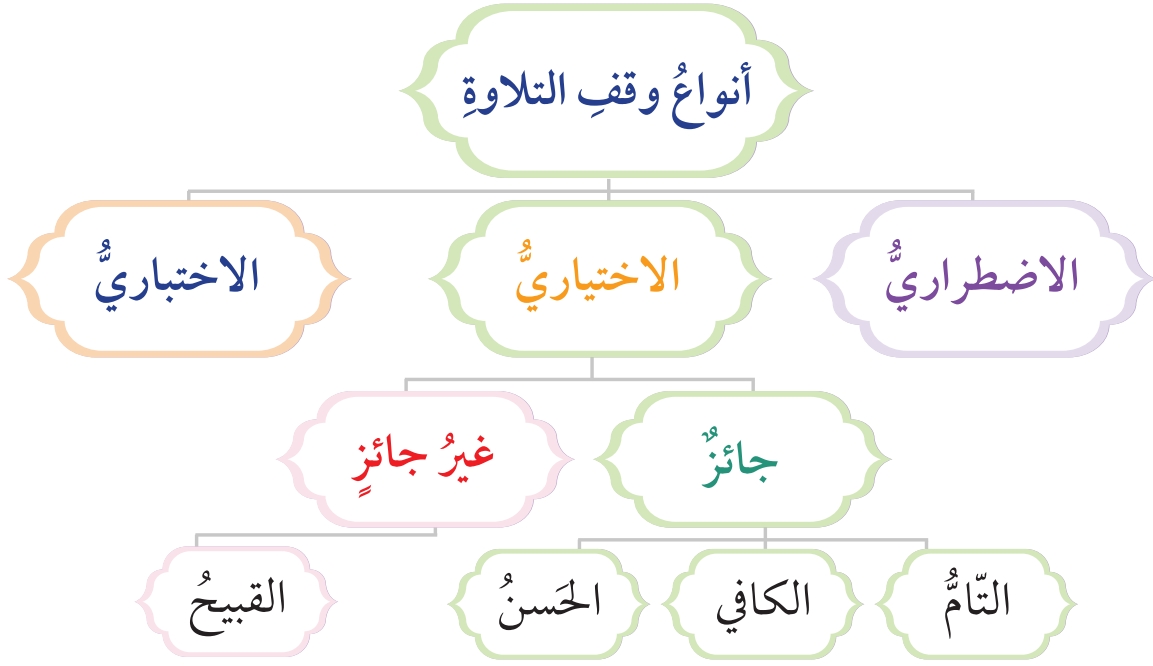 أنواعُ وقفِ التلاوةِ
الاضطراريُّ
الاختياريُّ
الاختباريُّ
جائزٌ
غيرُ جائزٍ
التّامُّ
الكافي
الحَسنُ
القبيحُ